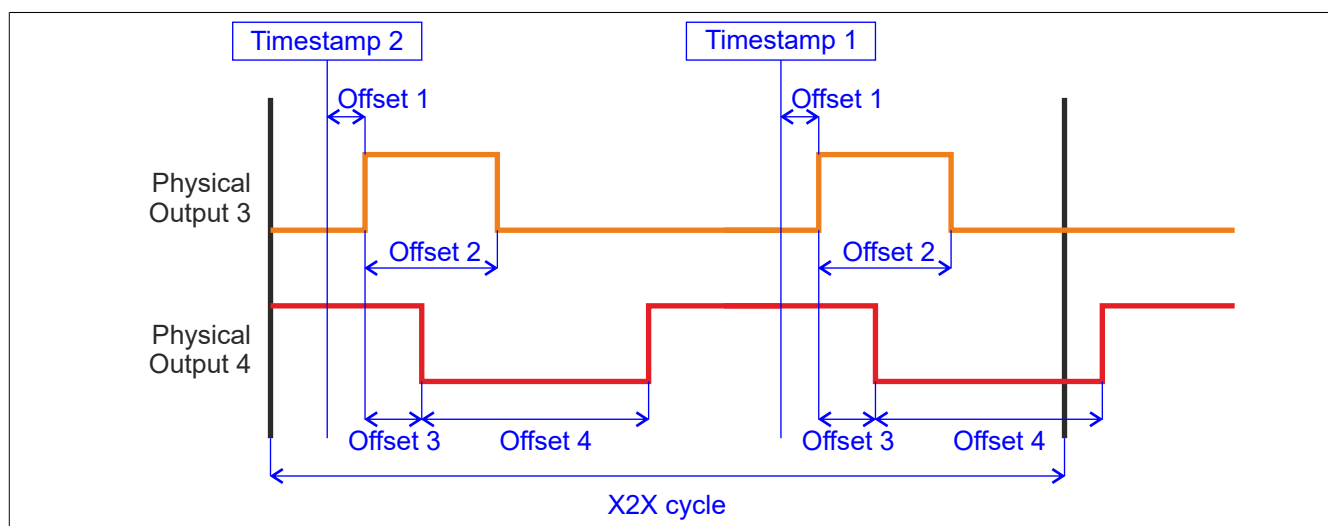 Timestamp 2
Timestamp 1
Offset 1
Offset 1
Physical
Output 3
Offset 2
Offset 2
Physical
Output 4
Offset 3
Offset 4
Offset 3
Offset 4
X2X cycle